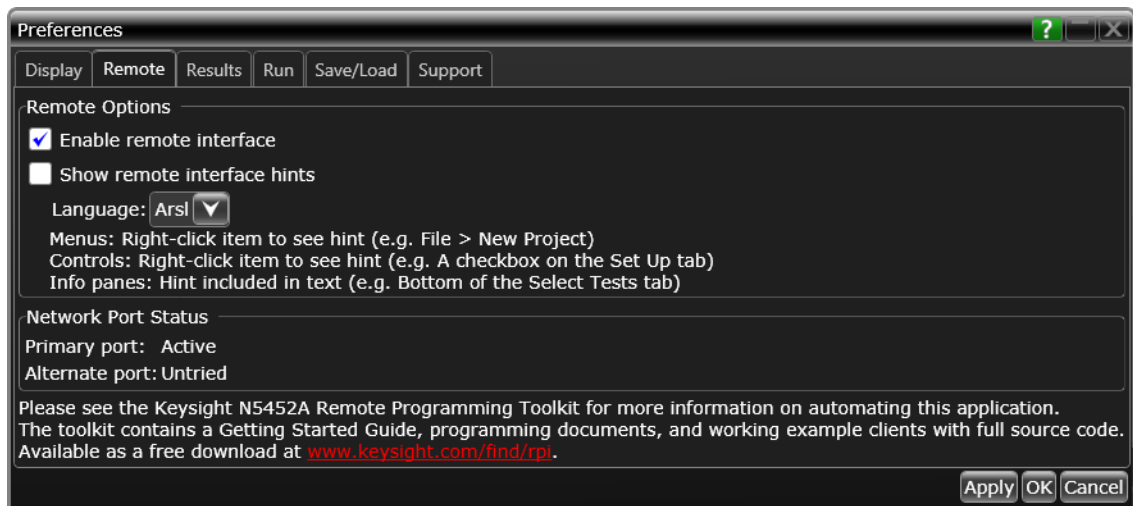 Preferences
?
X
Display Remote Results Run Save/Load Support
Remote Options
Enable remote interface
Show remote interface hints
Language: Arsl
Menus: Right-click item to see hint (e.g. File > New Project)
Controls: Right-click item to see hint (e.g. A checkbox on the Set Up tab)
Info panes: Hint included in text (e.g. Bottom of the Select Tests tab)
Network Port Status
Primary port: Active
Alternate port: Untried
Please see the Keysight N5452A Remote Programming Toolkit for more information on automating this application.
The toolkit contains a Getting Started Guide, programming documents, and working example clients with full source code.
Available as a free download at www.keysight.com/find/rpi.
Apply OK Cancel